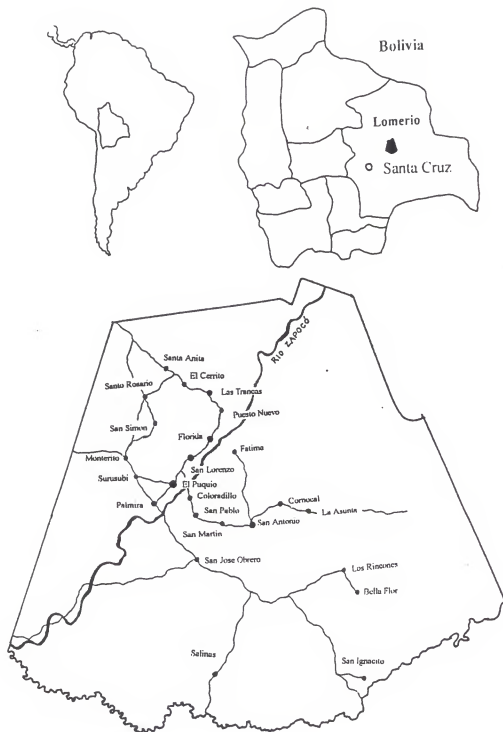 Bolivia
Lomerio
Santa Cruz
RIO ZAPOCÓ
Santa Anita
El Cerrito
Santo Rosario
Las Trancas
Puesto Nuevo
San Simon
Florida
Fatima
Monterito
San Lorenzo
Surusubi
El Puquio
Coloradillo
Cornocal
Palmira
San Pablo
La Asunta
San Antonio
San Martin
San Jose Obrero
Los Rincones
Bella Flor
Salinas
San Ignacito